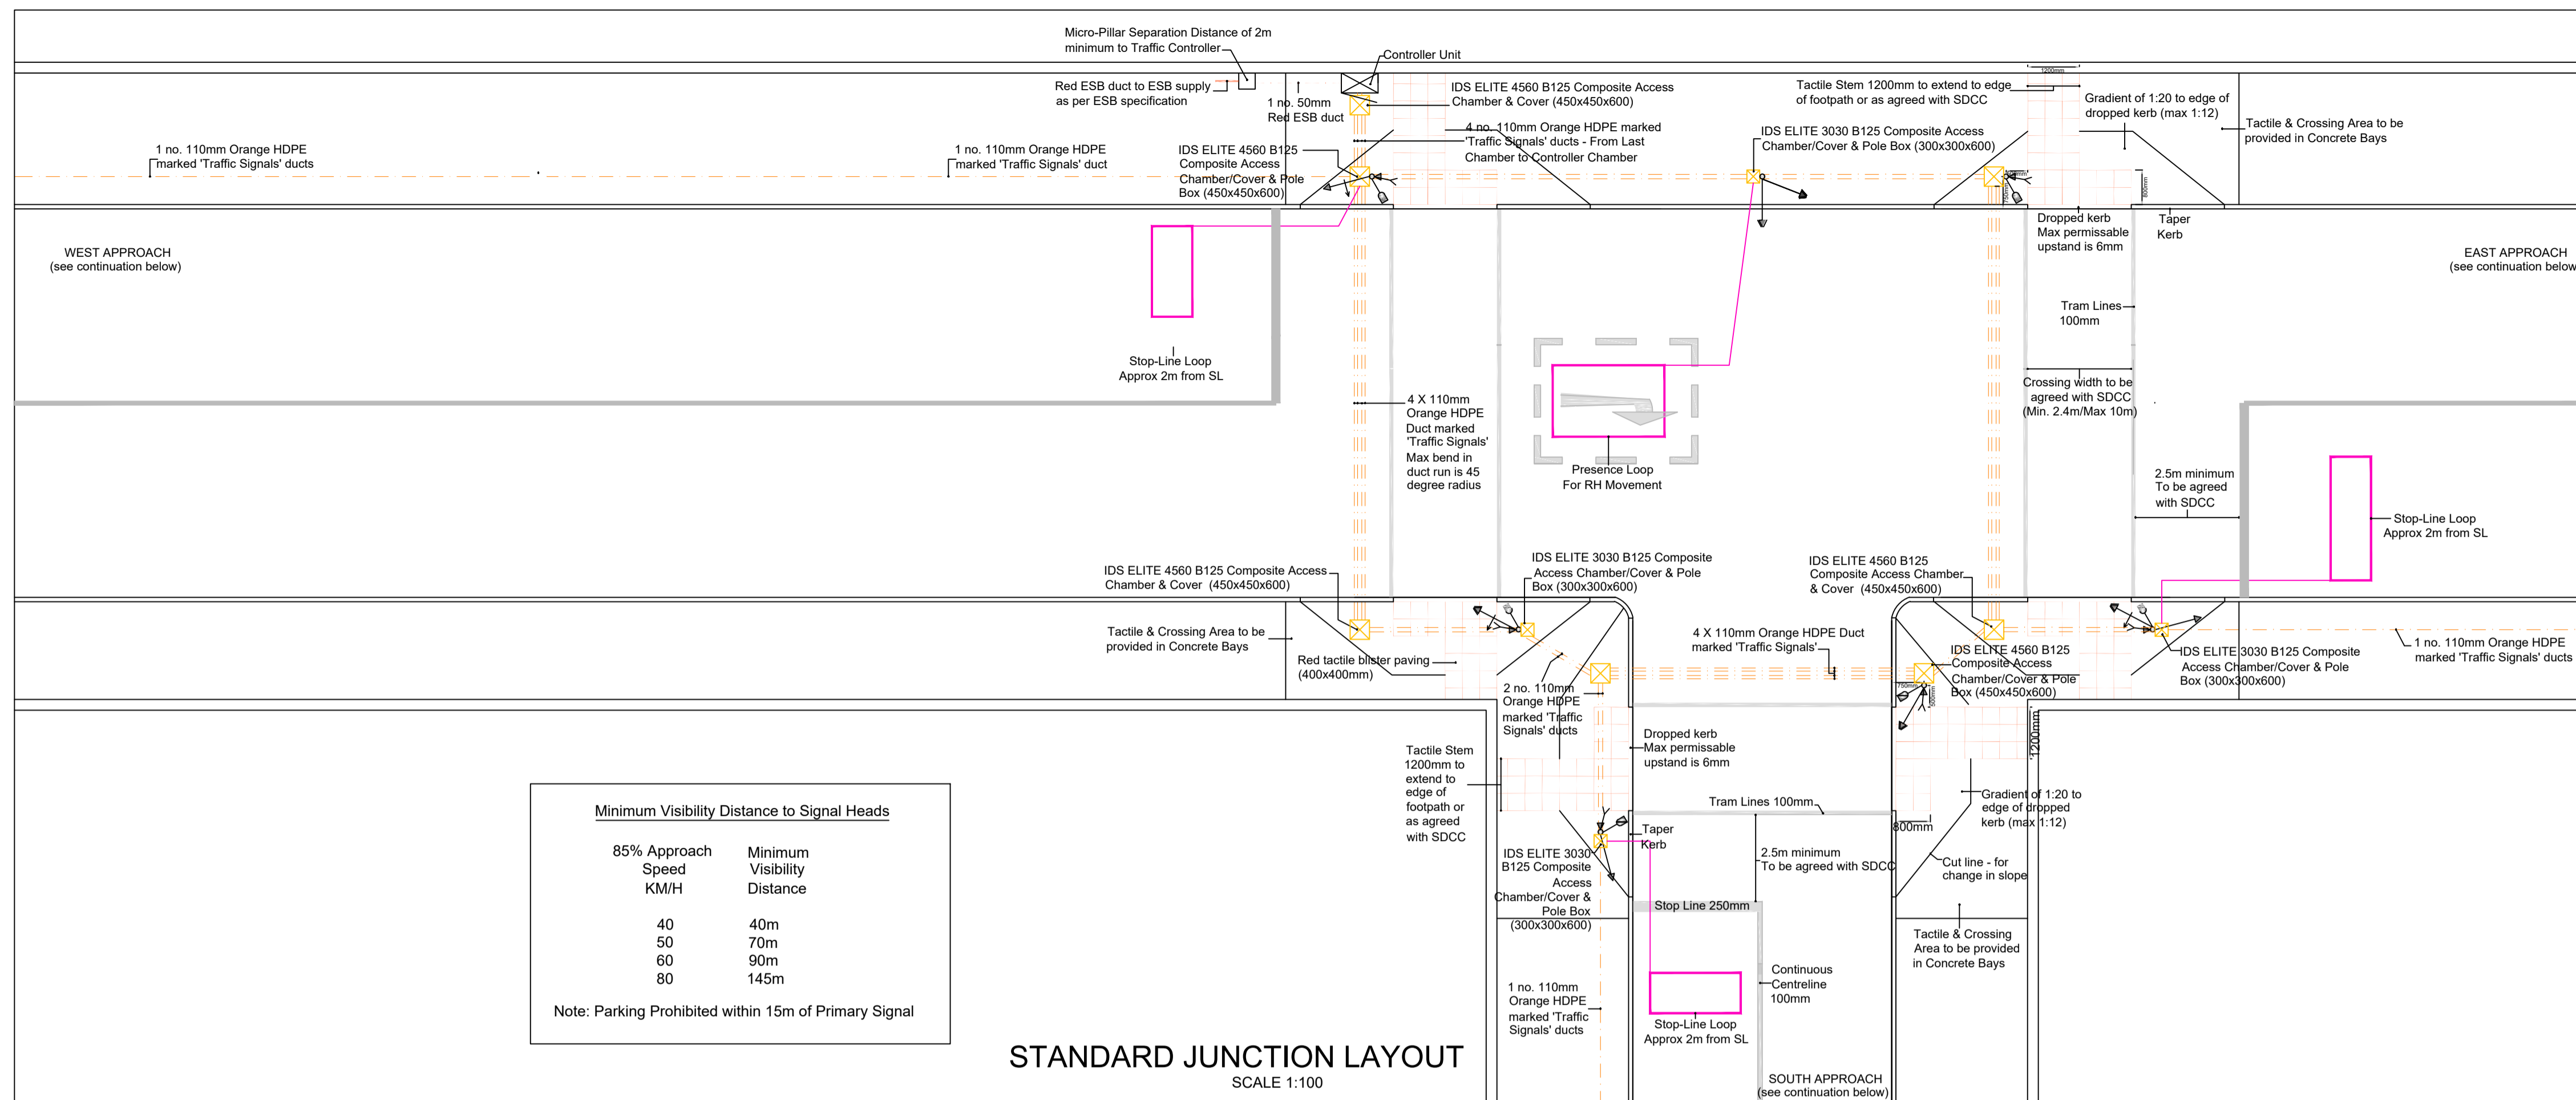 Micro-Pillar Separation Distance of 2m
minimum to Traffic Controller
Controller Unit
Red ESB duct to ESB supply
as per ESB specification
1 no. 50mm
Red ESB duct
IDS ELITE 4560 B125 Composite Access
Chamber & Cover (450x450x600)
1200mm
Tactile Stem 1200mm to extend to edge
of footpath or as agreed with SDCC
Gradient of 1:20 to edge of
dropped kerb (max 1:12)
Tactile & Crossing Area to be
provided in Concrete Bays
1 no. 110mm Orange HDPE
marked 'Traffic Signals' ducts
1 no. 110mm Orange HDPE
marked 'Traffic Signals' duct
IDS ELITE 4560 B125
Composite Access
Chamber/Cover & Pole
Box (450x450x600)
4 no. 110mm Orange HDPE marked
'Traffic Signals' ducts - From Last
Chamber to Controller Chamber
IDS ELITE 3030 B125 Composite Access
Chamber/Cover & Pole Box (300x300x600)
750mm
800mm
Dropped kerb
Max permissable
upstand is 6mm
Taper
Kerb
WEST APPROACH
(see continuation below)
EAST APPROACH
(see continuation below
Tram Lines
100mm
Stop-Line Loop
Approx 2m from SL
4 X 110mm
Orange HDPE
Duct marked
'Traffic Signals'
Max bend in
duct run is 45
degree radius
Presence Loop
For RH Movement
Crossing width to be
agreed with SDCC
(Min. 2.4m/Max 10m)
2.5m minimum
To be agreed
with SDCC
Stop-Line Loop
Approx 2m from SL
IDS ELITE 4560 B125 Composite Access
Chamber & Cover (450x450x600)
IDS ELITE 3030 B125 Composite
Access Chamber/Cover & Pole
Box (300x300x600)
IDS ELITE 4560 B125
Composite Access Chamber
& Cover (450x450x600)
Tactile & Crossing Area to be
provided in Concrete Bays
Red tactile blister paving
(400x400mm)
4 X 110mm Orange HDPE Duct
marked 'Traffic Signals'
IDS ELITE 4560 B125
Composite Access
Chamber/Cover & Pole
Box (450x450x600)
IDS ELITE 3030 B125 Composite
Access Chamber/Cover & Pole
Box (300x300x600)
1 no. 110mm Orange HDPE
marked 'Traffic Signals' ducts
2 no. 110mm
Orange HDPE
marked 'Traffic
Signals' ducts
750mm
500mm
1200mm
Tactile Stem
1200mm to
extend to
edge of
footpath or
as agreed
with SDCC
Dropped kerb
Max permissable
upstand is 6mm
Tram Lines 100mm
Gradient of 1:20 to
edge of dropped
kerb (max 1:12)
800mm
Taper
Kerb
2.5m minimum
To be agreed with SDCC
Cut line - for
change in slope
IDS ELITE 3030
B125 Composite
Access
Chamber/Cover &
Pole Box
(300x300x600)
Stop Line 250mm
Tactile & Crossing
Area to be provided
in Concrete Bays
Continuous
Centreline
100mm
1 no. 110mm
Orange HDPE
marked 'Traffic
Signals' ducts
Stop-Line Loop
Approx 2m from SL
SOUTH APPROACH
(see continuation below)
Minimum Visibility Distance to Signal Heads
85% Approach Minimum
Speed Visibility
KM/H Distance
40 40m
50 70m
60 90m
80 145m
Note: Parking Prohibited within 15m of Primary Signal
STANDARD JUNCTION LAYOUT
SCALE 1:100